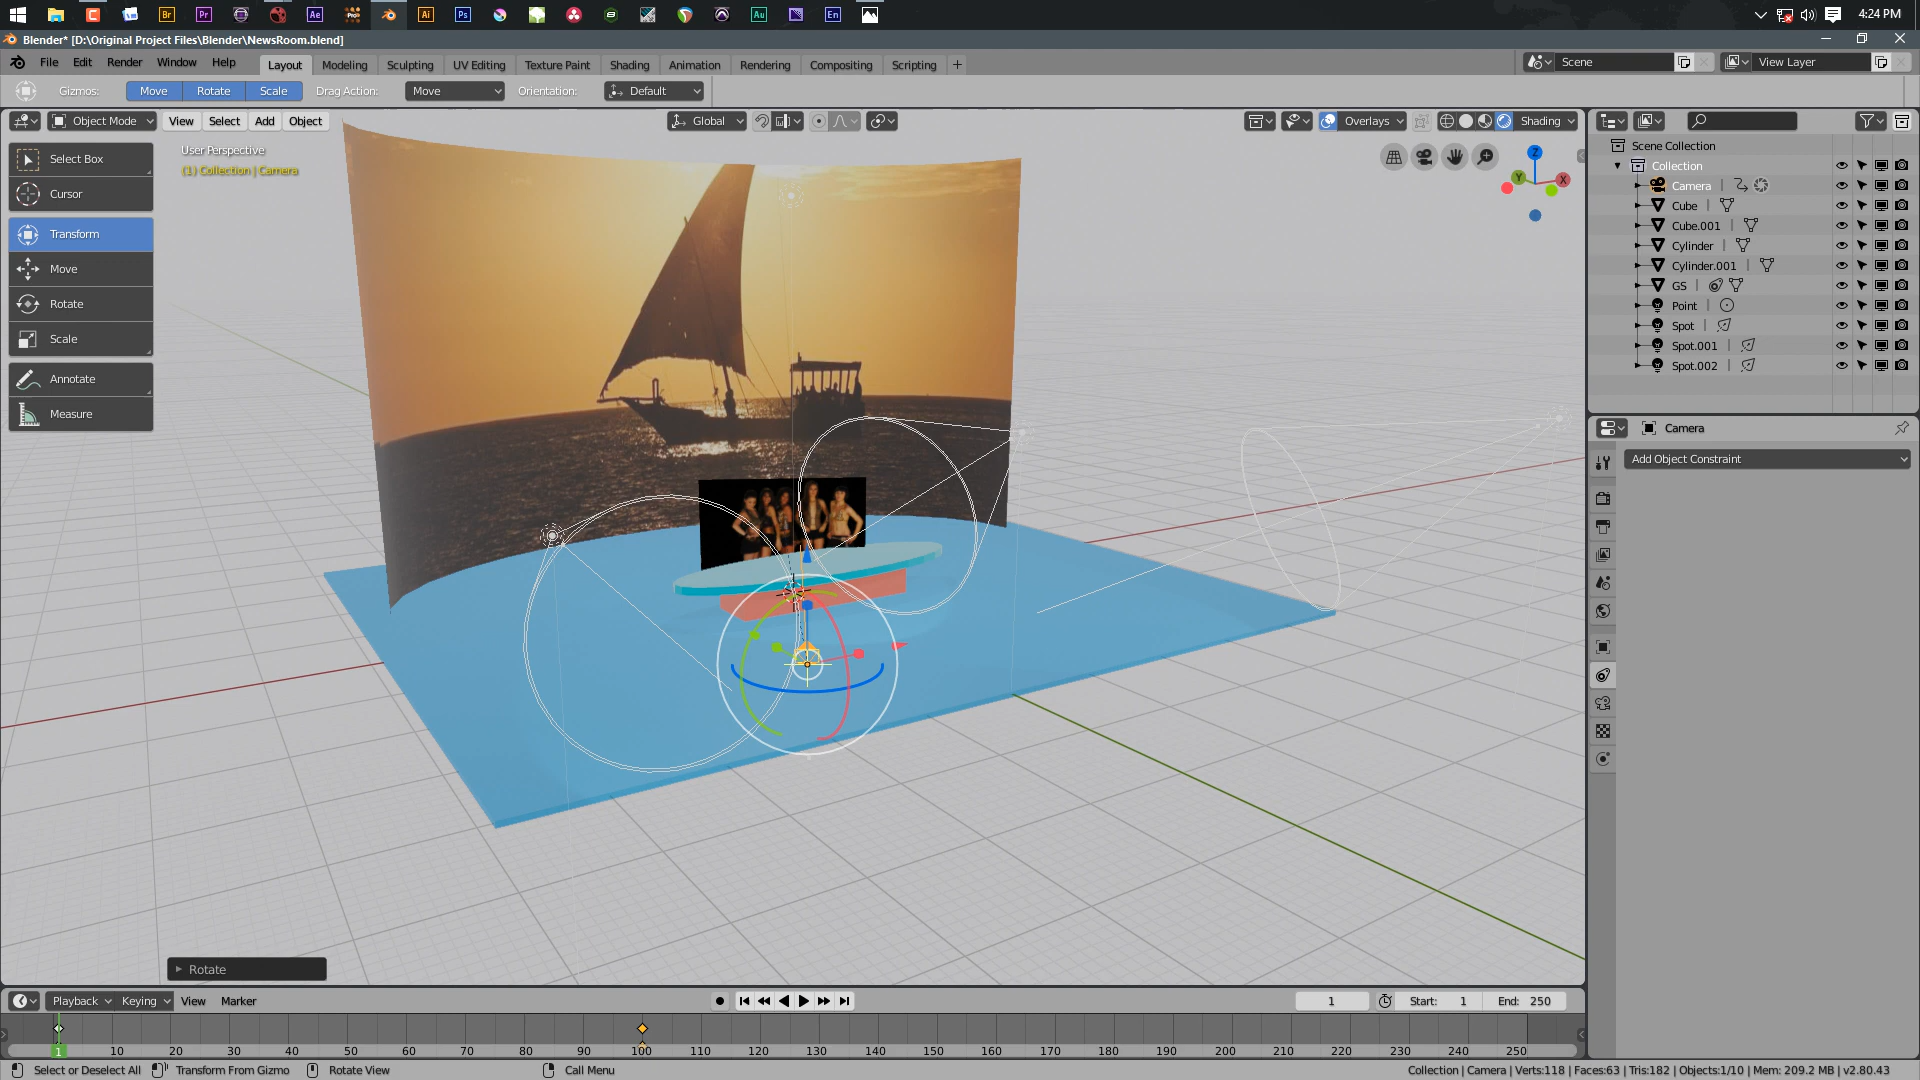 Br Pr Ae Ai Ps Au En 4:24 PM
Blender* [D:\Original Project Files\Blender\NewsRoom.blend]
File Edit Render Window Help Layout Modeling Sculpting UV Editing Texture Paint Shading Animation Rendering Compositing Scripting + Scene View Layer
Gizmos: Move Rotate Scale Drag Action: Move Orientation: Default
Object Mode View Select Add Object Global Overlays Shading
User Perspective
(1) Collection | Camera
Z
Y
X
Select Box
Cursor
Transform
Move
Rotate
Scale
Annotate
Measure
Scene Collection
Collection
Camera
Cube
Cube.001
Cylinder
Cylinder.001
GS
Point
Spot
Spot.001
Spot.002
Camera
Add Object Constraint
Rotate
Playback Keying View Marker 1 Start: 1 End: 250
1 10 20 30 40 50 60 70 80 90 100 110 120 130 140 150 160 170 180 190 200 210 220 230 240 250
Select or Deselect All Transform From Gizmo Rotate View Call Menu Collection | Camera | Verts:118 | Faces:63 | Tris:182 | Objects:1/10 | Mem: 209.2 MB | v2.80.43